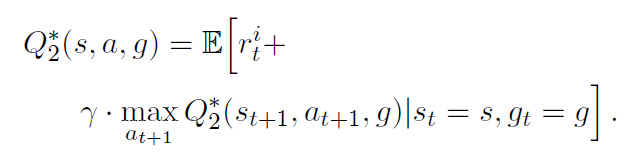 Q_2^*(s, a, g) = \mathbb{E}\Big[ r_t^i +
\gamma \cdot \max_{a_{t+1}} Q_2^*(s_{t+1}, a_{t+1}, g) | s_t = s, g_t = g \Big] .